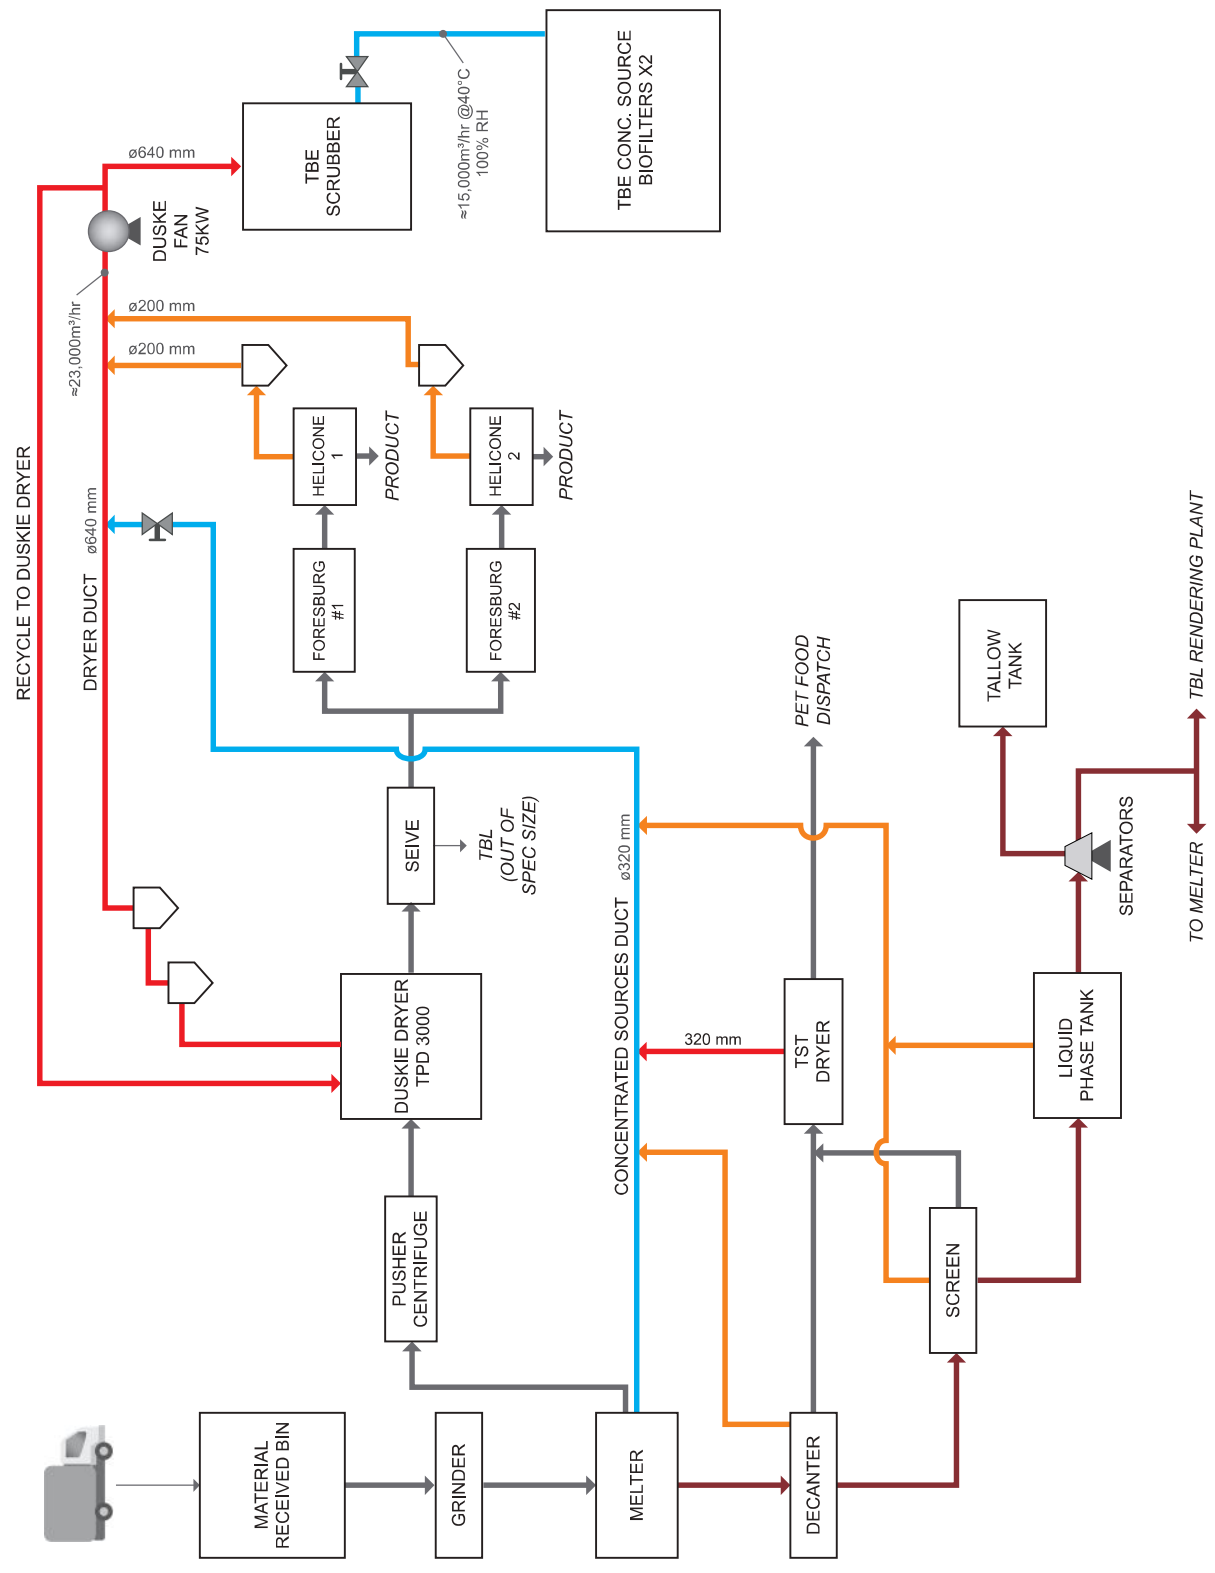 RECYCLE TO DUSKIE DRYER
DRYER DUCT
ø640 mm
≈23,000m³/hr
DUSKE
FAN
75KW
ø640 mm
TBE
SCRUBBER
≈15,000m³/hr @40°C
100% RH
TBE CONC. SOURCE
BIOFILTERS X2
ø200 mm
ø200 mm
HELICONE
1
PRODUCT
HELICONE
2
PRODUCT
FORESBURG
#1
FORESBURG
#2
SEIVE
TBL
(OUT OF
SPEC SIZE)
DUSKIE DRYER
TPD 3000
PUSHER
CENTRIFUGE
CONCENTRATED SOURCES DUCT
ø320 mm
320 mm
PET FOOD
DISPATCH
TST
DRYER
TALLOW
TANK
TBL RENDERING PLANT
SEPARATORS
TO MELTER
LIQUID
PHASE TANK
SCREEN
MATERIAL
RECEIVED BIN
GRINDER
MELTER
DECANTER